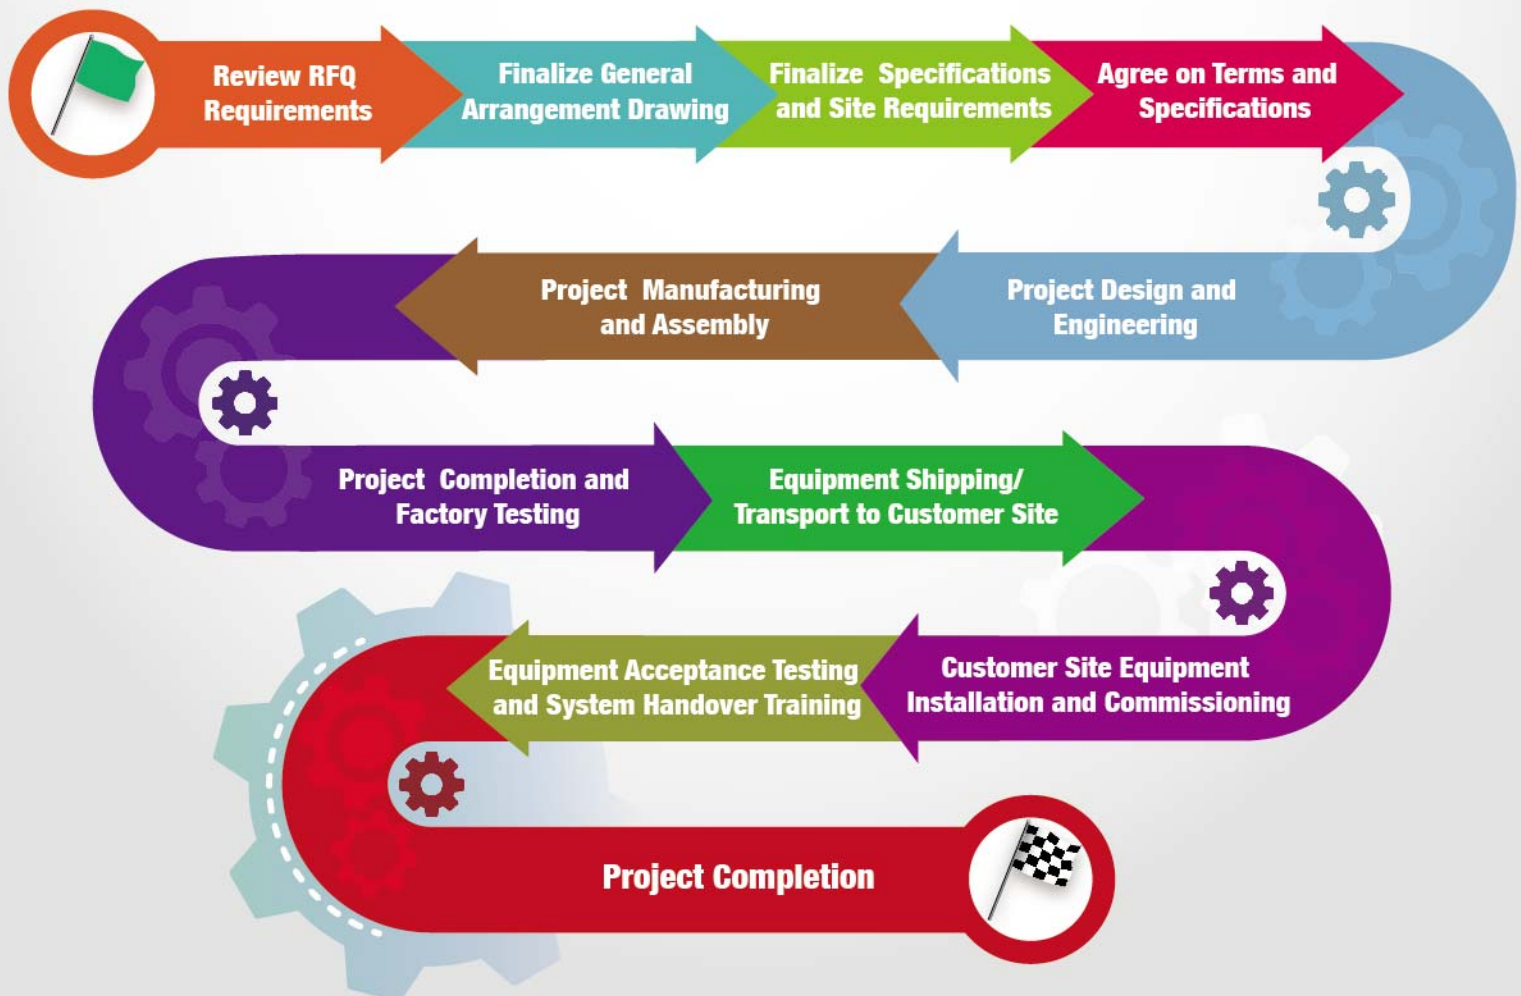 Review RFQ
Requirements
Finalize General
Arrangement Drawing
Finalize Specifications
and Site Requirements
Agree on Terms and
Specifications
Project Design and
Engineering
Project Manufacturing
and Assembly
Project Completion and
Factory Testing
Equipment Shipping/
Transport to Customer Site
Customer Site Equipment
Installation and Commissioning
Equipment Acceptance Testing
and System Handover Training
Project Completion